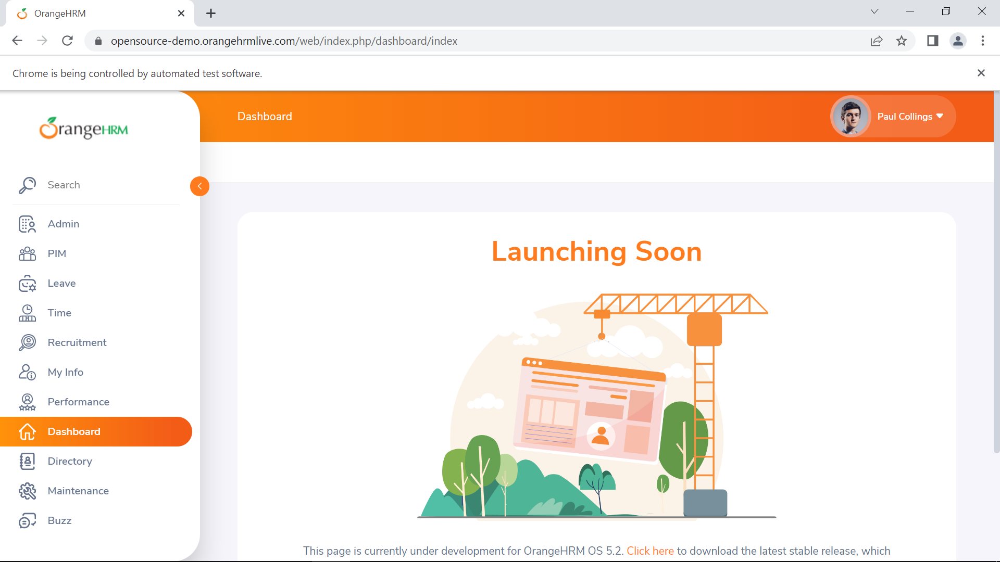 OrangeHRM
opensource-demo.orangehrmlive.com/web/index.php/dashboard/index
Chrome is being controlled by automated test software.
OrangeHRM
Dashboard
Paul Collings
Search
Admin
PIM
Leave
Time
Recruitment
My Info
Performance
Dashboard
Directory
Maintenance
Buzz
Launching Soon
This page is currently under development for OrangeHRM OS 5.2. Click here to download the latest stable release, which